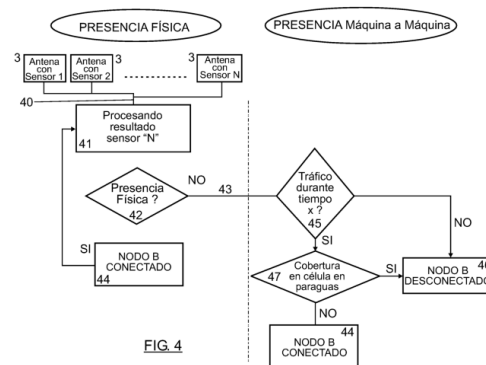 PRESENCIA FÍSICA
PRESENCIA Máquina a Máquina
3
Antena
con
Sensor 1
Antena
con
Sensor 2
3
3
Antena
con
Sensor N
40
Procesando
resultado
sensor "N"
41
Presencia
Física ?
42
NO
43
Tráfico
durante
tiempo
x ?
45
NO
SI
SI
NODO B
CONECTADO
44
Cobertura
en célula en
paraguas
47
SI
46
NODO B
DESCONECTADO
NO
44
NODO B
CONECTADO
FIG. 4